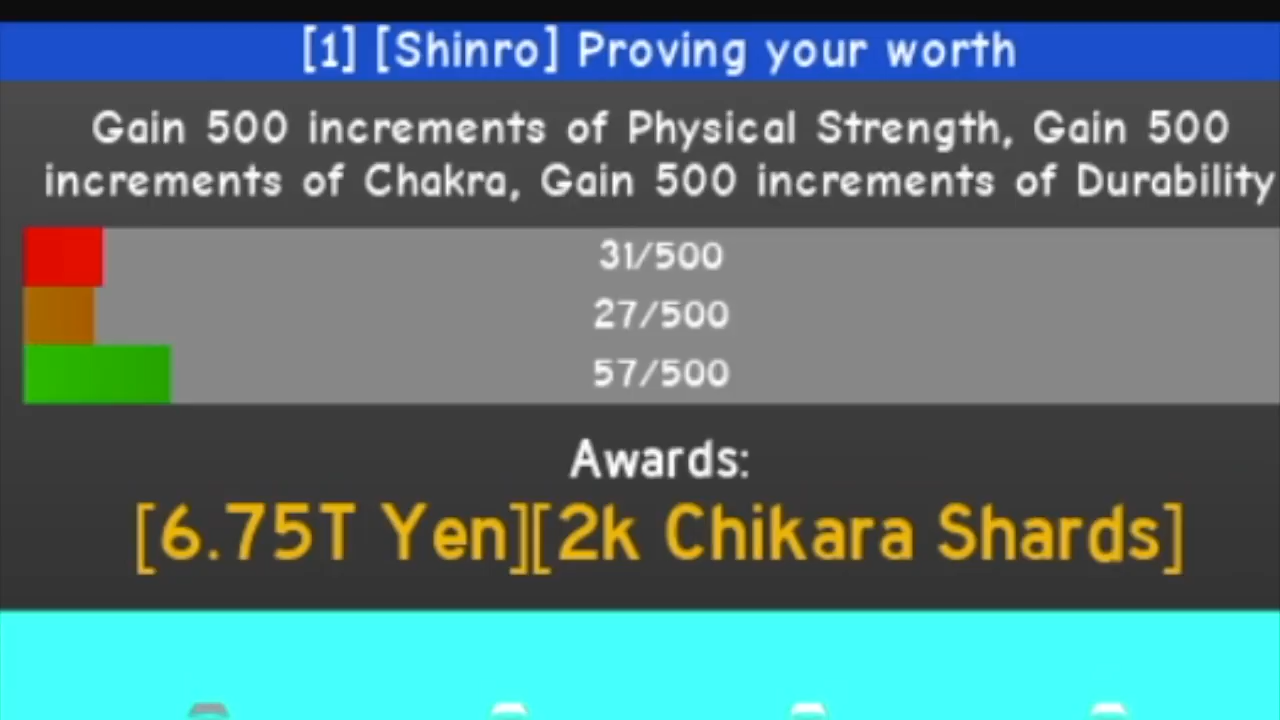 [1] [Shinro] Proving your worth
Gain 500 increments of Physical Strength, Gain 500
increments of Chakra, Gain 500 increments of Durability
31/500
27/500
57/500
Awards:
[6.75T Yen][2k Chikara Shards]